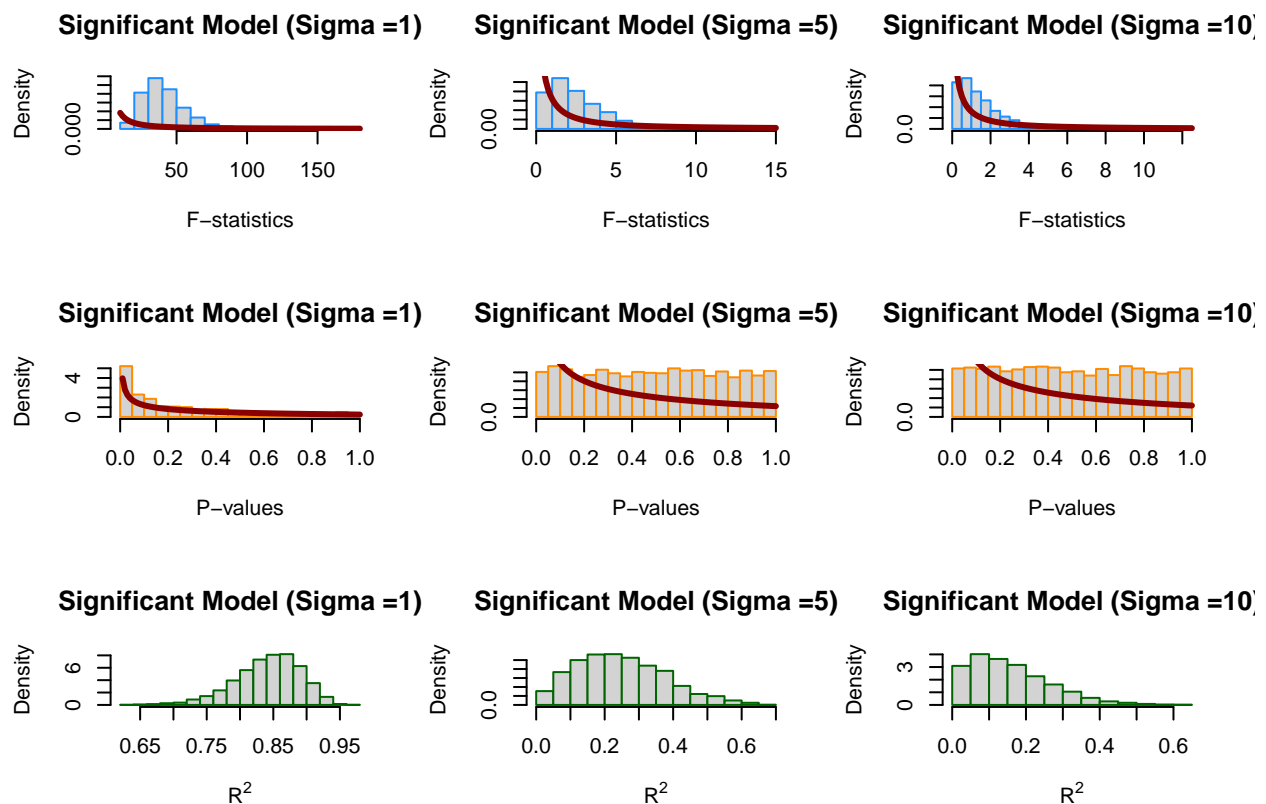 Significant Model (Sigma =1)
Significant Model (Sigma =5)
Significant Model (Sigma =10)
Density
0.000
50
100
150
F−statistics
Density
0.00
0
5
10
15
F−statistics
Density
0.0
0
2
4
6
8
10
F−statistics
Significant Model (Sigma =1)
Significant Model (Sigma =5)
Significant Model (Sigma =10)
Density
0
4
0.0
0.2
0.4
0.6
0.8
1.0
P−values
Density
0.0
0.0
0.2
0.4
0.6
0.8
1.0
P−values
Density
0.0
0.0
0.2
0.4
0.6
0.8
1.0
P−values
Significant Model (Sigma =1)
Significant Model (Sigma =5)
Significant Model (Sigma =10)
Density
0
6
0.65
0.75
0.85
0.95
R²
Density
0.0
0.0
0.2
0.4
0.6
R²
Density
0
3
0.0
0.2
0.4
0.6
R²